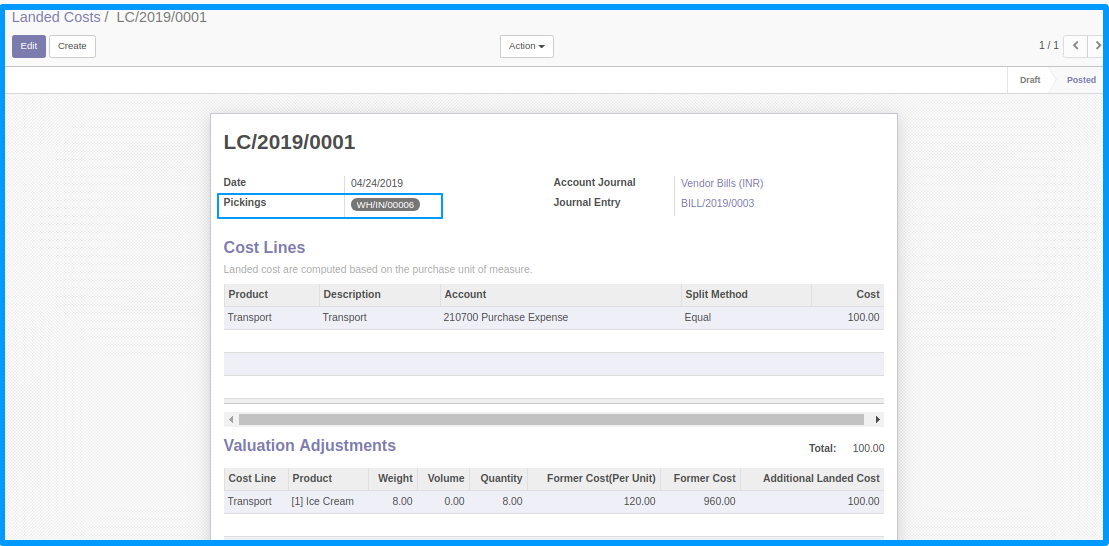 Landed Costs / LC/2019/0001
Edit Create Action 1 / 1
Draft Posted
LC/2019/0001
Date 04/24/2019 Account Journal Vendor Bills (INR)
Pickings WH/IN/00006 Journal Entry BILL/2019/0003
Cost Lines
Landed cost are computed based on the purchase unit of measure.
Product Description Account Split Method Cost
Transport Transport 210700 Purchase Expense Equal 100.00
Valuation Adjustments Total: 100.00
Cost Line Product Weight Volume Quantity Former Cost(Per Unit) Former Cost Additional Landed Cost
Transport [1] Ice Cream 8.00 0.00 8.00 120.00 960.00 100.00